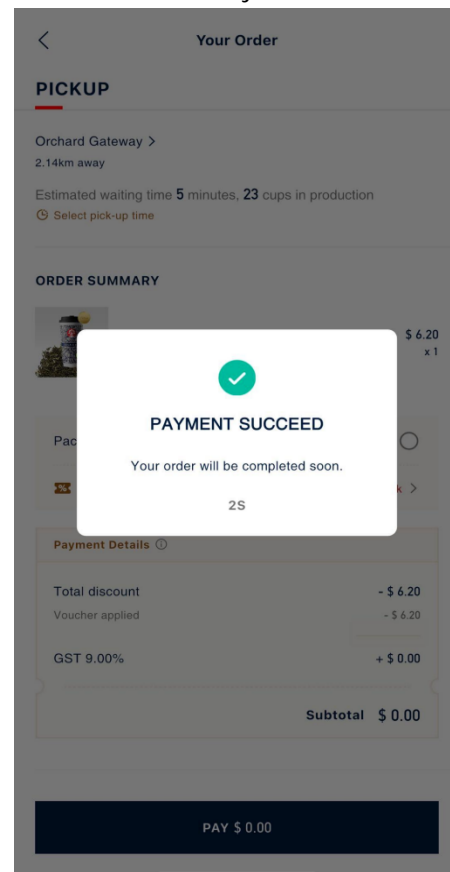 Your Order
PICKUP
Orchard Gateway >
2.14km away
Estimated waiting time 5 minutes, 23 cups in production
Select pick-up time
ORDER SUMMARY
$ 6.20
x 1
PAYMENT SUCCEED
Your order will be completed soon.
2S
Pac
k >
Payment Details
Total discount - $ 6.20
Voucher applied - $ 6.20
GST 9.00% + $ 0.00
Subtotal $ 0.00
PAY $ 0.00